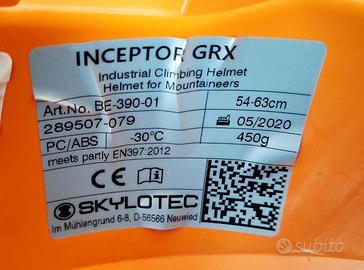 INCEPTOR GRX
Industrial Climbing Helmet
Helmet for Mountaineers
Art.No. BE-390-01 54-63cm
289507-079 05/2020
PC/ABS -30°C 450g
meets partly EN397:2012
CE i
SKYLOTEC
Im Mühlengrund 6-8, D-56566 Neuwied
subito